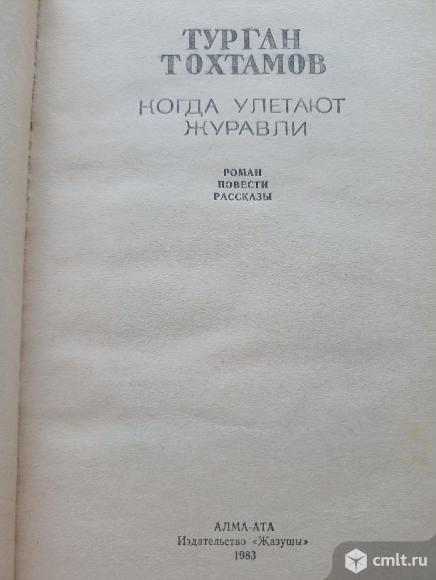 ТУРГАН
ТОХТАМОВ
КОГДА УЛЕТАЮТ
ЖУРАВЛИ
РОМАН
ПОВЕСТИ
РАССКАЗЫ
АЛМА-АТА
Издательство «Жазушы»
1983
cmlt.ru